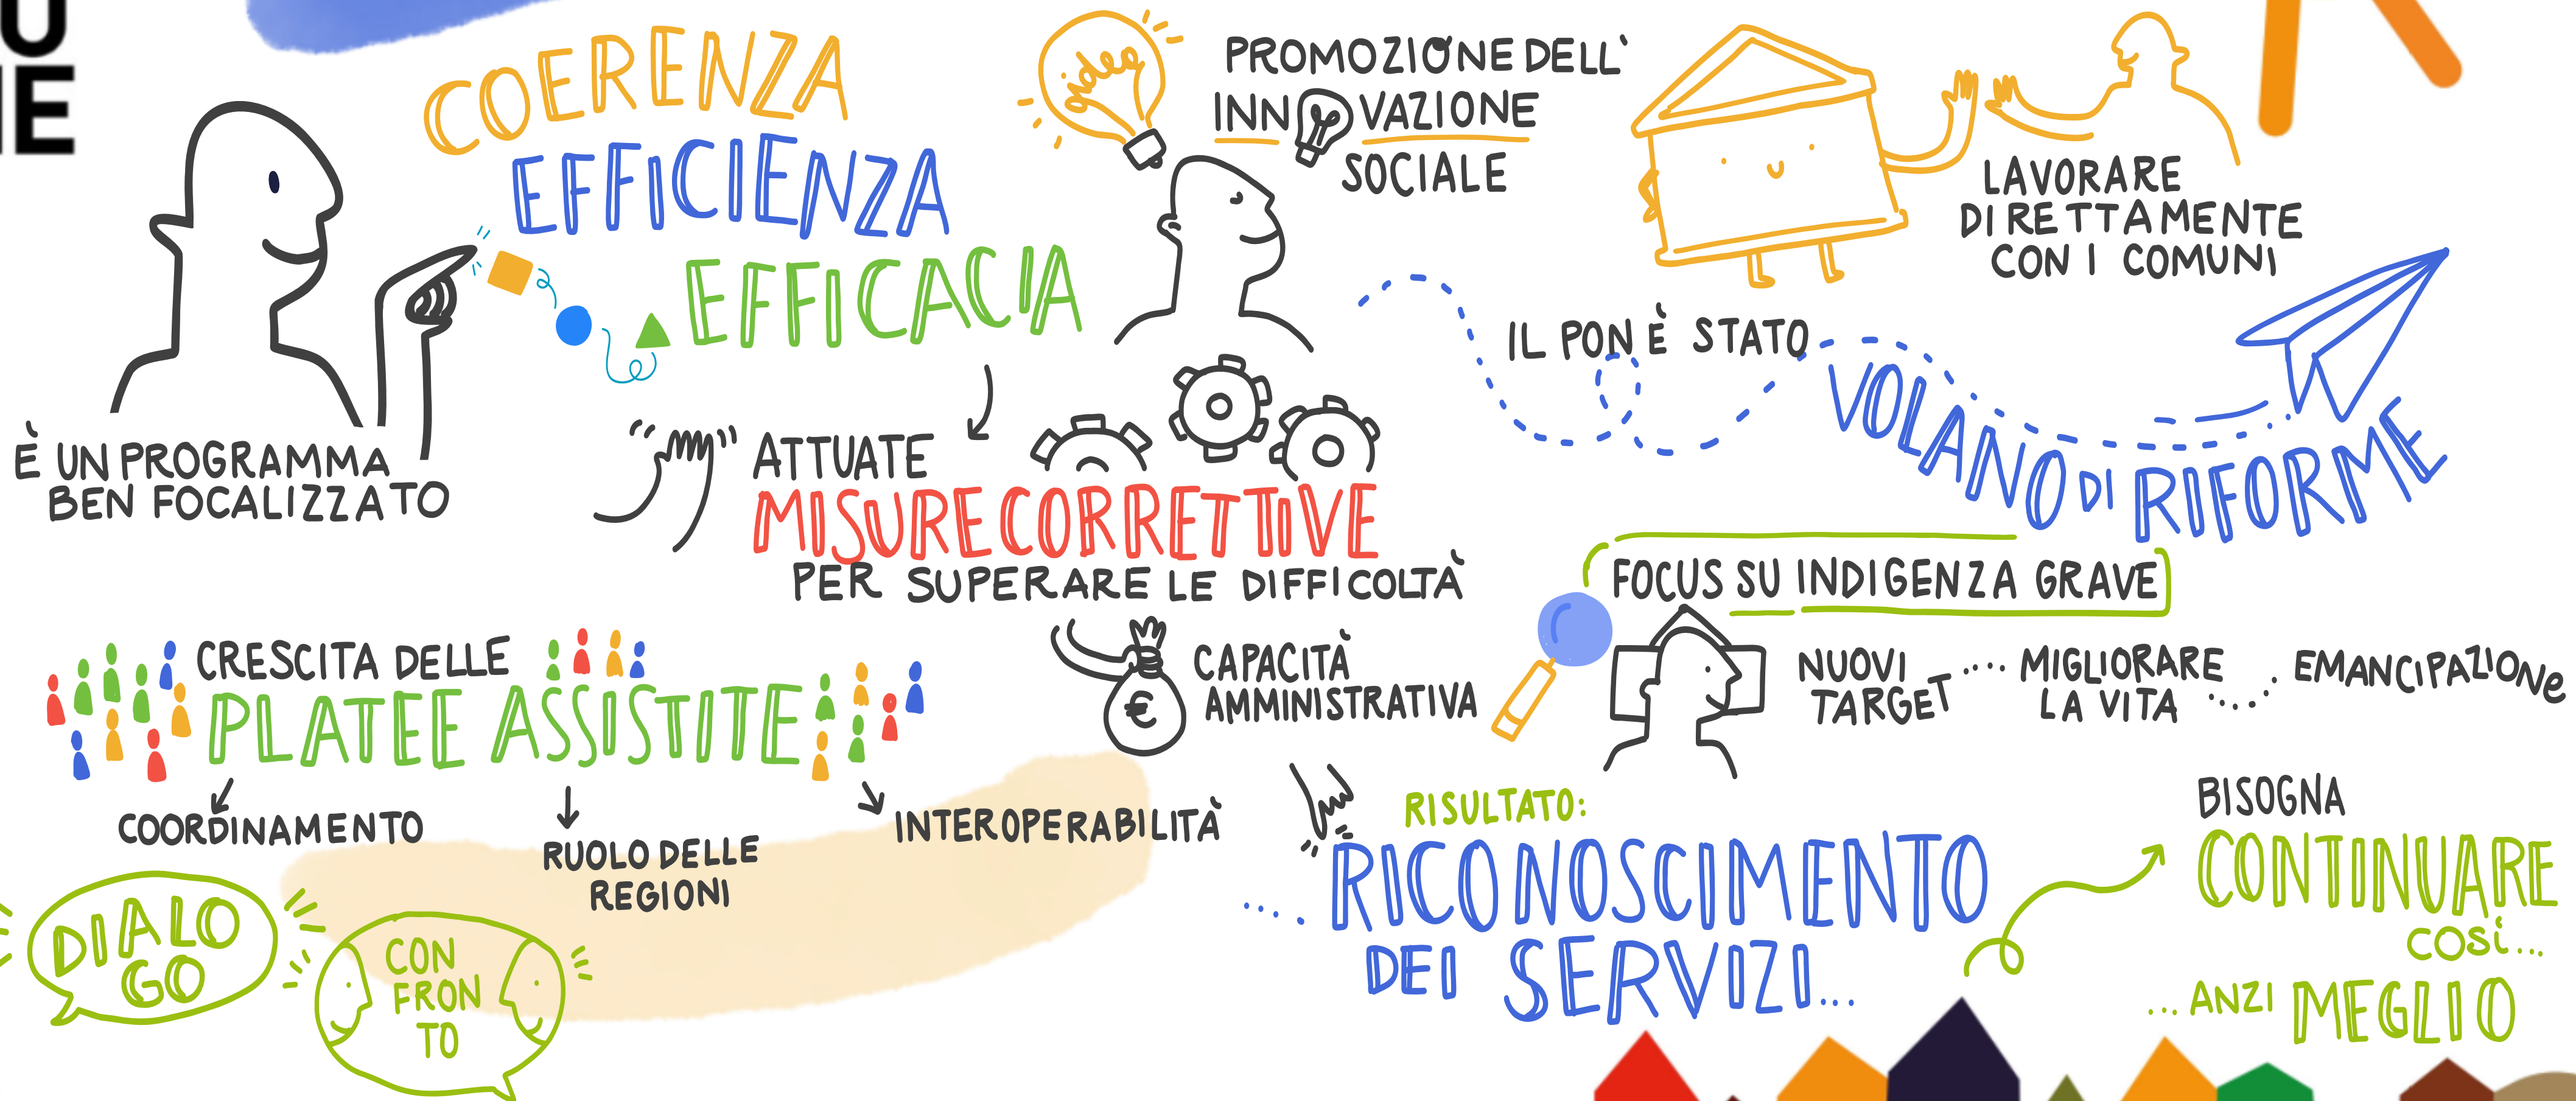 U
NE
COERENZA
EFFICIENZA
EFFICACIA
È UN PROGRAMMA
BEN FOCALIZZATO
idee
PROMOZIONE DELL'
INNOVAZIONE
SOCIALE
LAVORARE
DIRETTAMENTE
CON I COMUNI
IL PON È STATO
VOLANO DI RIFORME
ATTUATE
MISURE CORRETTIVE
PER SUPERARE LE DIFFICOLTÀ
€
CAPACITÀ
AMMINISTRATIVA
FOCUS SU INDIGENZA GRAVE
NUOVI
TARGET
MIGLIORARE
LA VITA
EMANCIPAZIONe
CRESCITA DELLE
PLATEE ASSISTITE
COORDINAMENTO
RUOLO DELLE
REGIONI
INTEROPERABILITÀ
DIALO
GO
CON
FRON
TO
RISULTATO:
RICONOSCIMENTO
DEI SERVIZI...
BISOGNA
CONTINUARE
COSì...
...ANZI MEGLIO